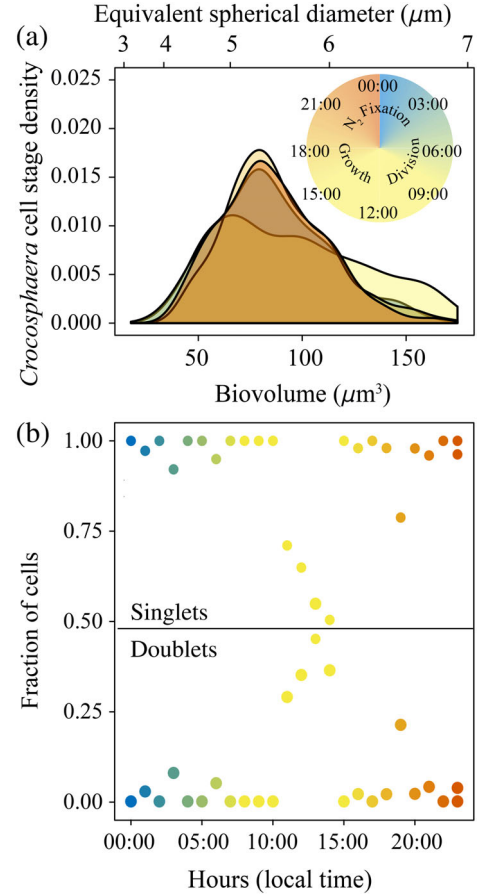 Equivalent spherical diameter (µm)
(a)
3 4 5 6 7
Crocosphaera cell stage density
0.025
0.020
0.015
0.010
0.005
0.000
00:00
21:00 03:00
N2 Fixation
18:00 06:00
Growth Division
15:00 09:00
12:00
50 100 150
Biovolume (µm³)
(b)
Fraction of cells
1.00
0.75
0.50
0.25
0.00
Singlets
Doublets
00:00 05:00 10:00 15:00 20:00
Hours (local time)